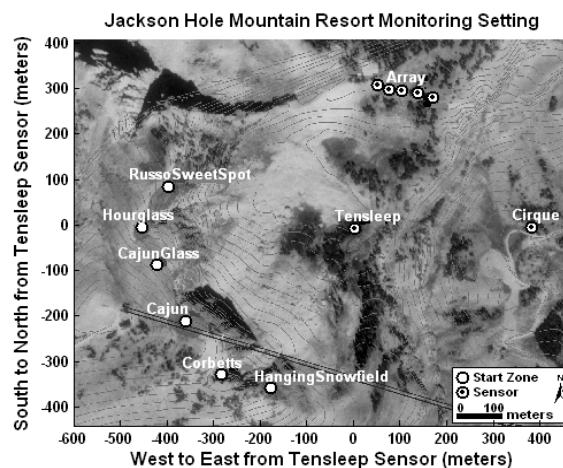 Jackson Hole Mountain Resort Monitoring Setting
South to North from Tensleep Sensor (meters)
400
300
200
100
0
-100
-200
-300
-400
Array
RussoSweetSpot
Hourglass
Tensleep
Cirque
CajunGlass
Cajun
Corbetts
HangingSnowfield
Start Zone
N
Sensor
0 100
meters
-600 -500 -400 -300 -200 -100 0 100 200 300 400
West to East from Tensleep Sensor (meters)